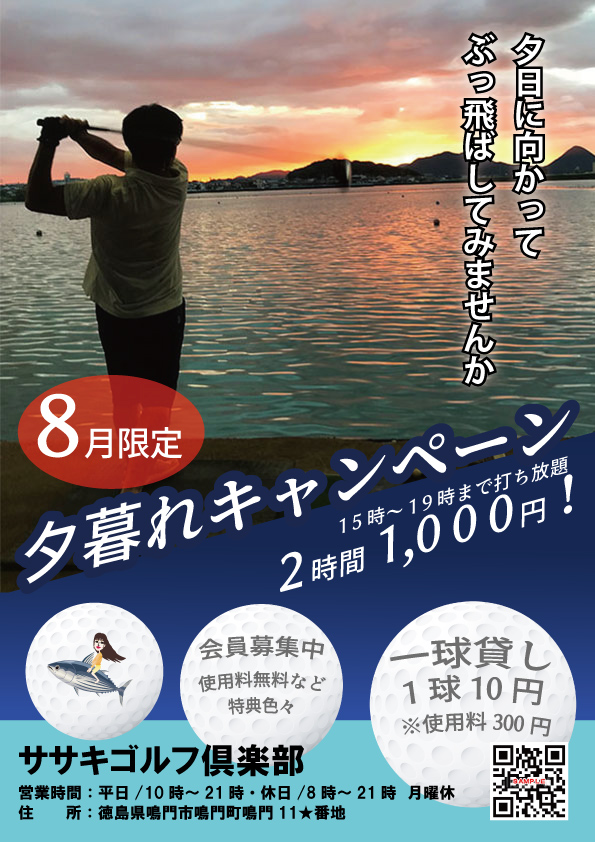 夕日に向かって
ぶっ飛ばしてみませんか
8月限定
夕暮れキャンペーン
15時〜19時まで打ち放題
2時間 1,000円！
会員募集中
使用料無料など
特典色々
一球貸し
1球10円
※使用料300円
ササキゴルフ倶楽部
営業時間：平日/10時〜21時・休日/8時〜21時 月曜休
住　　所：徳島県鳴門市鳴門町鳴門11★番地
SAMPLE